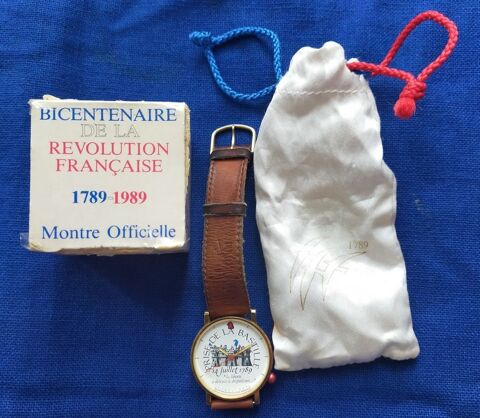 BICENTENAIRE
DE LA
REVOLUTION
FRANÇAISE
1789-1989
Montre Officielle
1789
PRISE DE LA BASTILLE
14 Juillet 1789